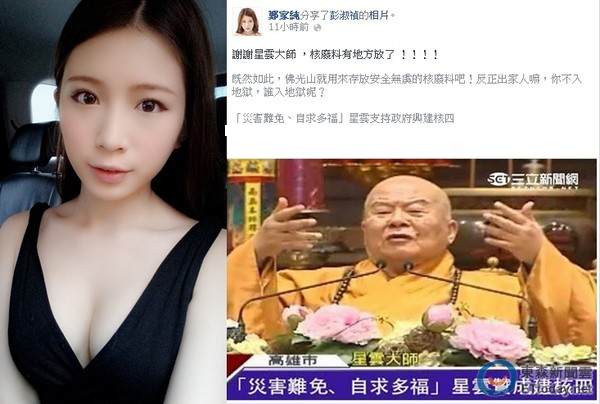 鄭家純分享了彭淑禎的相片。
11小時前
謝謝星雲大師 ，核廢料有地方放了 ！！！！
既然如此，佛光山就用來存放安全無虞的核廢料吧！反正出家人嘛，你不入
地獄，誰入地獄呢？
「災害難免、自求多福」星雲支持政府興建核四
SET三立新聞網
高雄市
星雲大師
「災害難免、自求多福」星雲贊成建核四
東森新聞雲
ETtoday.net